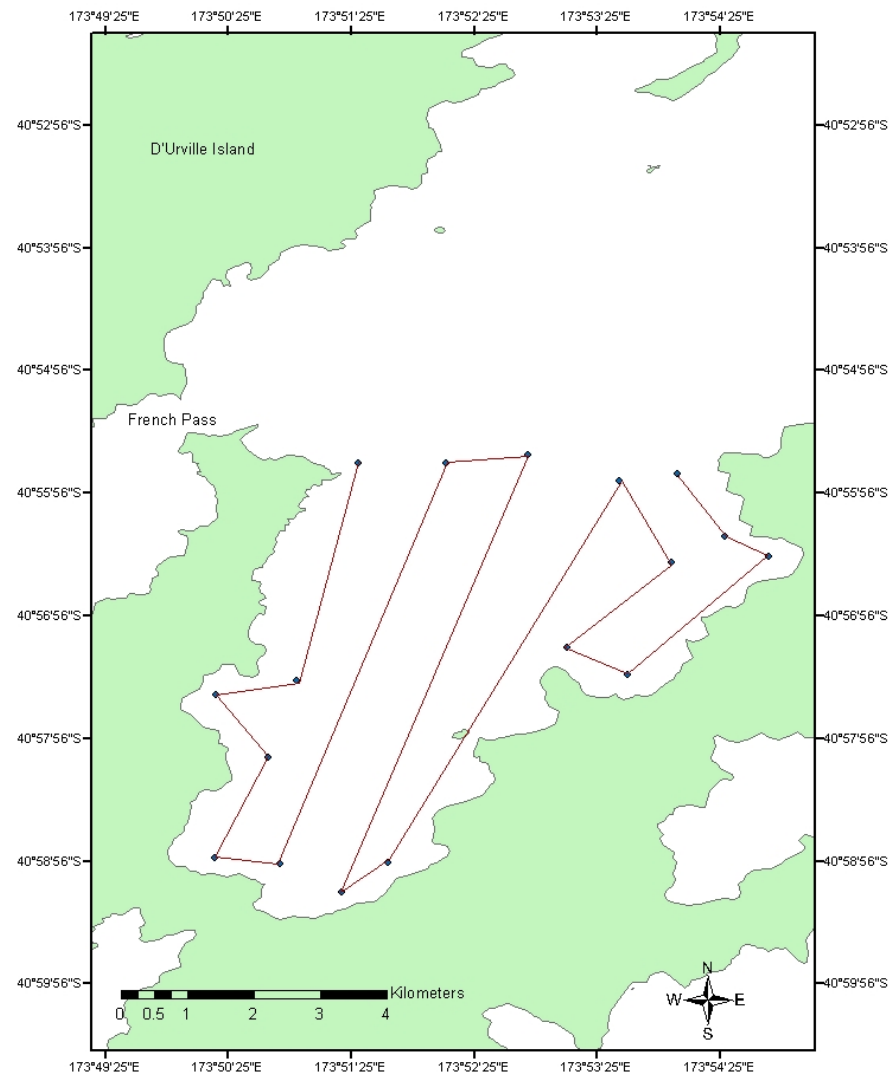 173°49'25"E 173°50'25"E 173°51'25"E 173°52'25"E 173°53'25"E 173°54'25"E
40°52'56"S 40°52'56"S
D'Urville Island
40°53'56"S 40°53'56"S
40°54'56"S 40°54'56"S
French Pass
40°55'56"S 40°55'56"S
40°56'56"S 40°56'56"S
40°57'56"S 40°57'56"S
40°58'56"S 40°58'56"S
N
40°59'56"S 40°59'56"S
Kilometers
W E
0 0.5 1 2 3 4
S
173°49'25"E 173°50'25"E 173°51'25"E 173°52'25"E 173°53'25"E 173°54'25"E